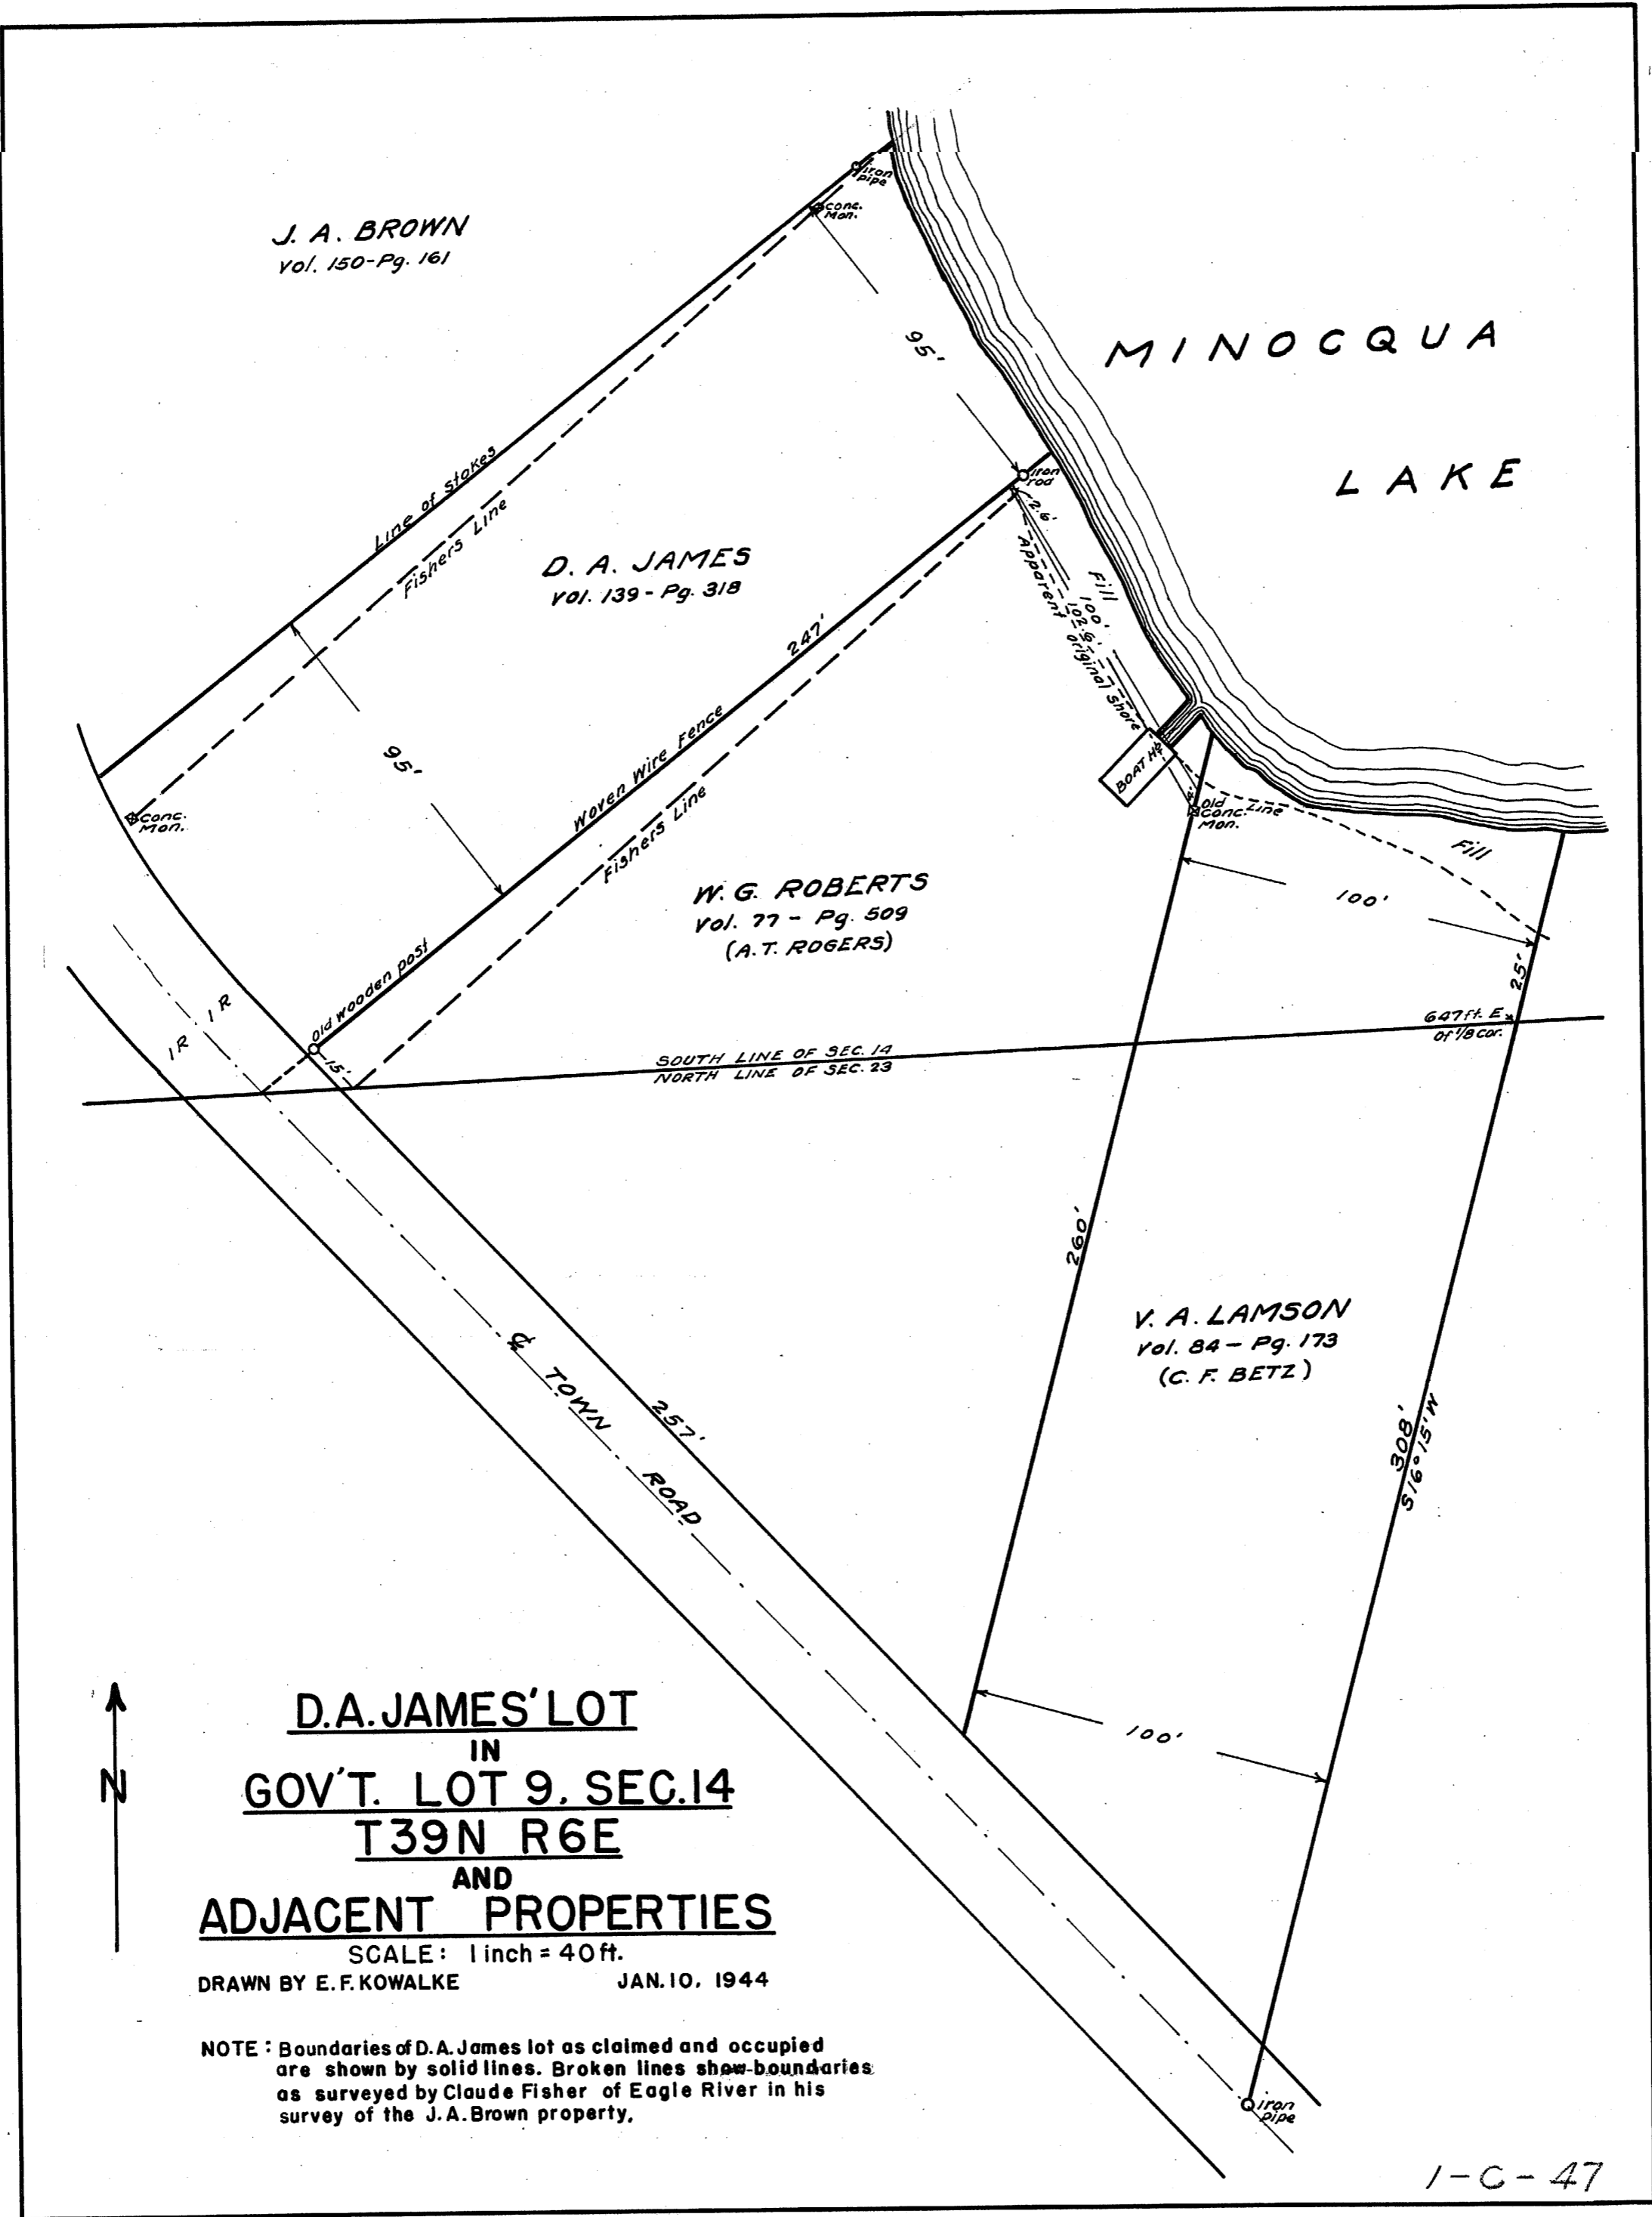 J. A. BROWN
Vol. 150-Pg. 161
iron
pipe
conc.
Mon.
95'
MINOCQUA
LAKE
Line of Stakes
Fishers Line
D. A. JAMES
Vol. 139 - Pg. 318
iron
rod
2.6'
Fill
100'
102.6'
Apparent original Shore Line
247'
Woven Wire Fence
Fishers Line
95'
conc.
Mon.
BOAT HS.
4'
Old
Conc.
Mon.
Fill
100'
W. G. ROBERTS
Vol. 77 - Pg. 509
(A. T. ROGERS)
Old wooden post
1 R 1 R
15'
25'
647 ft. E
of 1/8 cor.
SOUTH LINE OF SEC. 14
NORTH LINE OF SEC. 23
260'
V. A. LAMSON
Vol. 84 - Pg. 173
(C. F. BETZ)
308'
S16°15'W
℄ TOWN ROAD
257'
100'
N
D.A. JAMES' LOT
IN
GOV'T. LOT 9, SEC.14
T39N R6E
AND
ADJACENT PROPERTIES
SCALE: 1 inch = 40 ft.
DRAWN BY E. F. KOWALKE JAN. 10, 1944
NOTE: Boundaries of D.A. James lot as claimed and occupied
are shown by solid lines. Broken lines show boundaries
as surveyed by Claude Fisher of Eagle River in his
survey of the J.A. Brown property.
iron
pipe
1-C-47